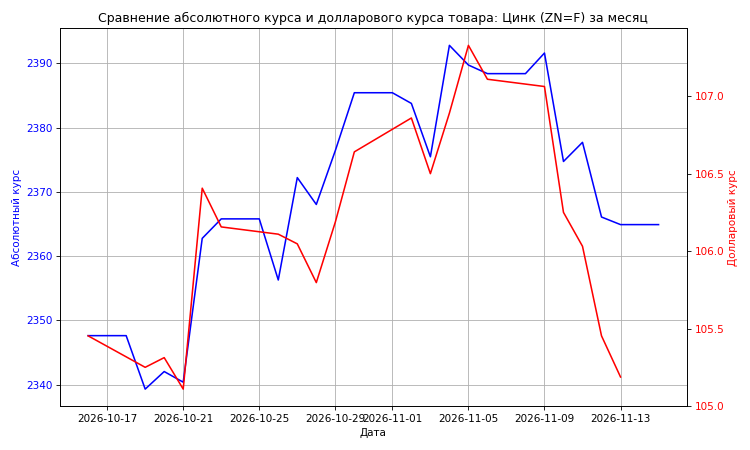 Сравнение абсолютного курса и долларового курса товара: Цинк (ZN=F) за месяц
Абсолютный курс
2390
2380
2370
2360
2350
2340
107.0
106.5
106.0
105.5
105.0
Долларовый курс
2026-10-17 2026-10-21 2026-10-25 2026-10-29 2026-11-01 2026-11-05 2026-11-09 2026-11-13
Дата